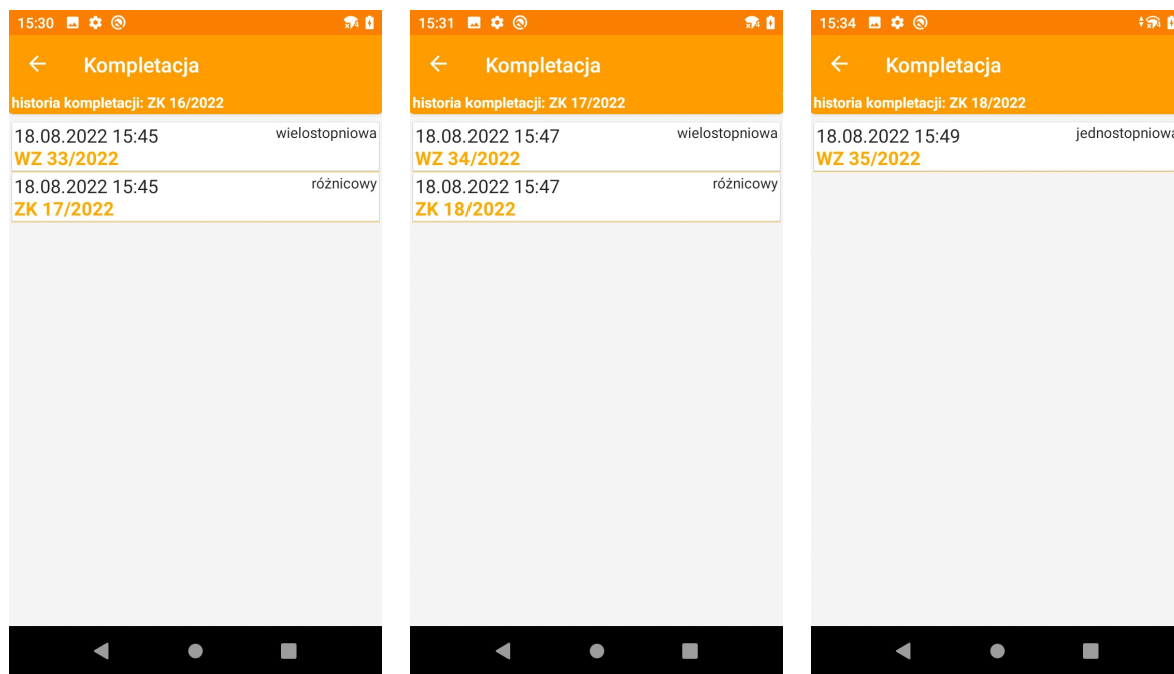 15:30
Kompletacja
historia kompletacji: ZK 16/2022
18.08.2022 15:45 wielostopniowa
WZ 33/2022
18.08.2022 15:45 różnicowy
ZK 17/2022
15:31
Kompletacja
historia kompletacji: ZK 17/2022
18.08.2022 15:47 wielostopniowa
WZ 34/2022
18.08.2022 15:47 różnicowy
ZK 18/2022
15:34
Kompletacja
historia kompletacji: ZK 18/2022
18.08.2022 15:49 jednostopniowa
WZ 35/2022